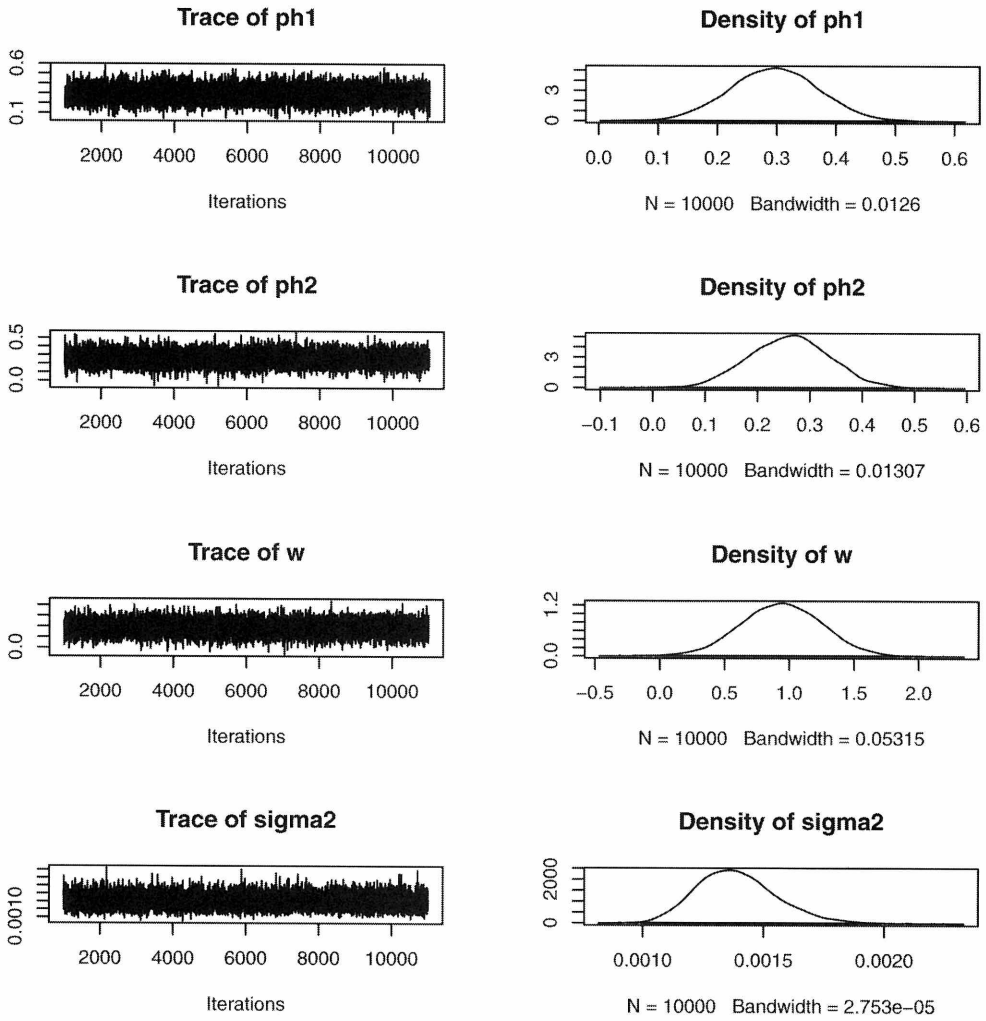 Trace of ph1
0.1 0.6
2000 4000 6000 8000 10000
Iterations
Density of ph1
0 3
0.0 0.1 0.2 0.3 0.4 0.5 0.6
N = 10000 Bandwidth = 0.0126
Trace of ph2
0.0 0.5
2000 4000 6000 8000 10000
Iterations
Density of ph2
0 3
−0.1 0.0 0.1 0.2 0.3 0.4 0.5 0.6
N = 10000 Bandwidth = 0.01307
Trace of w
0.0
2000 4000 6000 8000 10000
Iterations
Density of w
0.0 1.2
−0.5 0.0 0.5 1.0 1.5 2.0
N = 10000 Bandwidth = 0.05315
Trace of sigma2
0.0010
2000 4000 6000 8000 10000
Iterations
Density of sigma2
0 2000
0.0010 0.0015 0.0020
N = 10000 Bandwidth = 2.753e−05